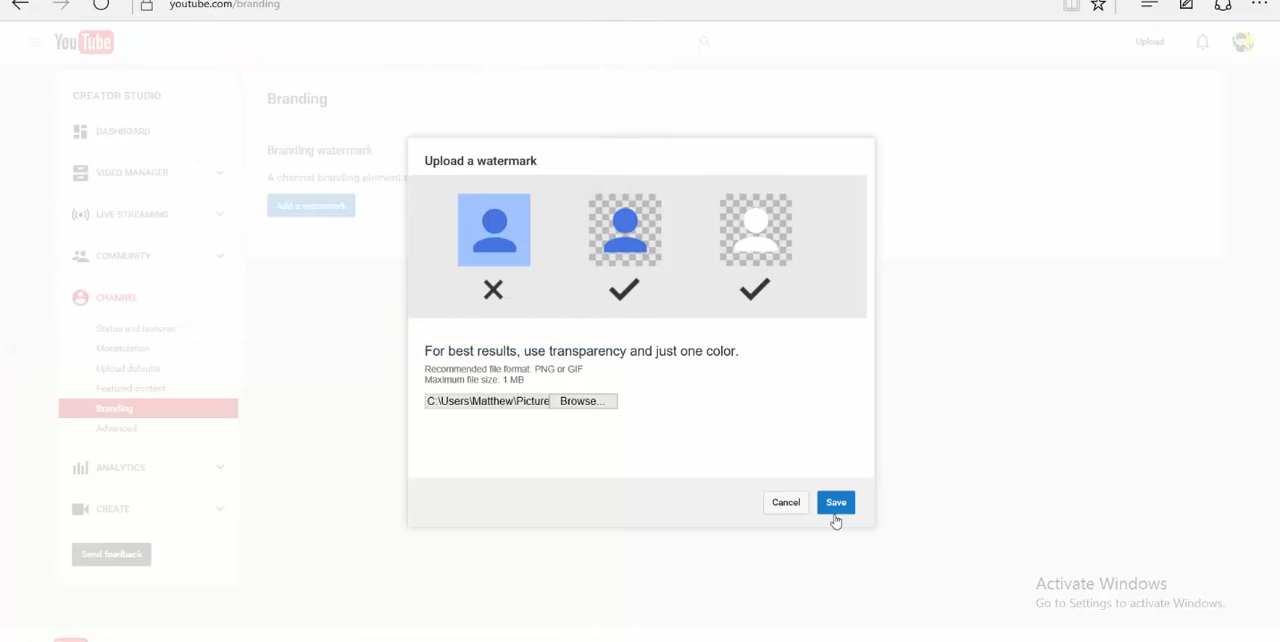 youtube.com/branding
YouTube
Upload
CREATOR STUDIO
DASHBOARD
VIDEO MANAGER
LIVE STREAMING
COMMUNITY
CHANNEL
Status and features
Monetization
Upload defaults
Featured content
Branding
Advanced
ANALYTICS
CREATE
Send feedback
Branding
Branding watermark
A channel branding element
Add a watermark
Upload a watermark
For best results, use transparency and just one color.
Recommended file format: PNG or GIF
Maximum file size: 1 MB
C:\Users\Matthew\Picture Browse...
Cancel Save
Activate Windows
Go to Settings to activate Windows.